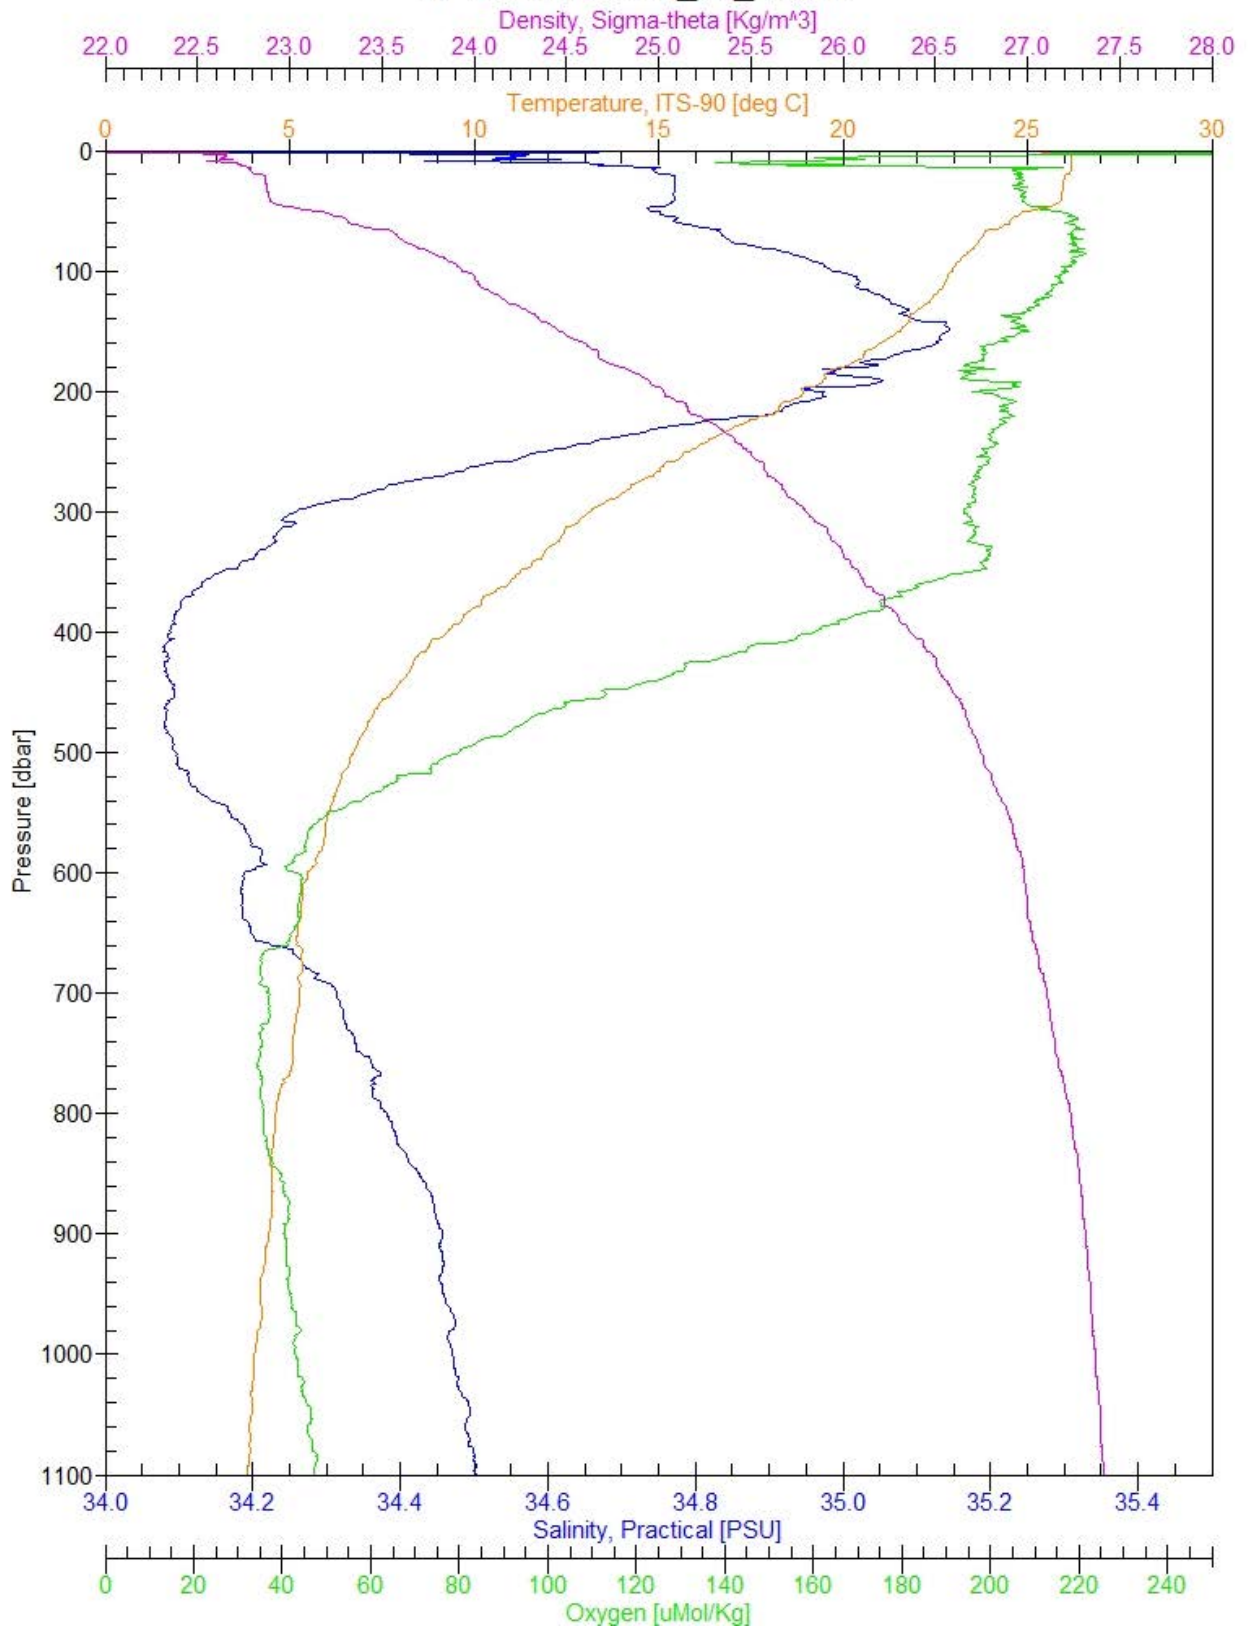 Density, Sigma-theta [Kg/m^3]
22.0 22.5 23.0 23.5 24.0 24.5 25.0 25.5 26.0 26.5 27.0 27.5 28.0
Temperature, ITS-90 [deg C]
0 5 10 15 20 25 30
0
100
200
300
400
500
600
700
800
900
1000
1100
Pressure [dbar]
34.0 34.2 34.4 34.6 34.8 35.0 35.2 35.4
Salinity, Practical [PSU]
0 20 40 60 80 100 120 140 160 180 200 220 240
Oxygen [uMol/Kg]